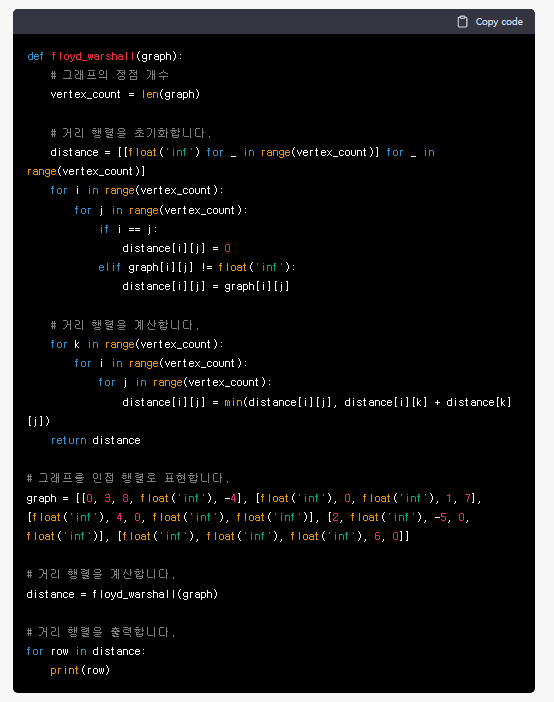 Copy code
def floyd_warshall(graph):
# 그래프의 정점 개수
vertex_count = len(graph)
# 거리 행렬을 초기화합니다.
distance = [[float('inf') for _ in range(vertex_count)] for _ in
range(vertex_count)]
for i in range(vertex_count):
for j in range(vertex_count):
if i == j:
distance[i][j] = 0
elif graph[i][j] != float('inf'):
distance[i][j] = graph[i][j]
# 거리 행렬을 계산합니다.
for k in range(vertex_count):
for i in range(vertex_count):
for j in range(vertex_count):
distance[i][j] = min(distance[i][j], distance[i][k] + distance[k]
[j])
return distance
# 그래프를 인접 행렬로 표현합니다.
graph = [[0, 3, 8, float('inf'), -4], [float('inf'), 0, float('inf'), 1, 7],
[float('inf'), 4, 0, float('inf'), float('inf')], [2, float('inf'), -5, 0,
float('inf')], [float('inf'), float('inf'), float('inf'), 6, 0]]
# 거리 행렬을 계산합니다.
distance = floyd_warshall(graph)
# 거리 행렬을 출력합니다.
for row in distance:
print(row)